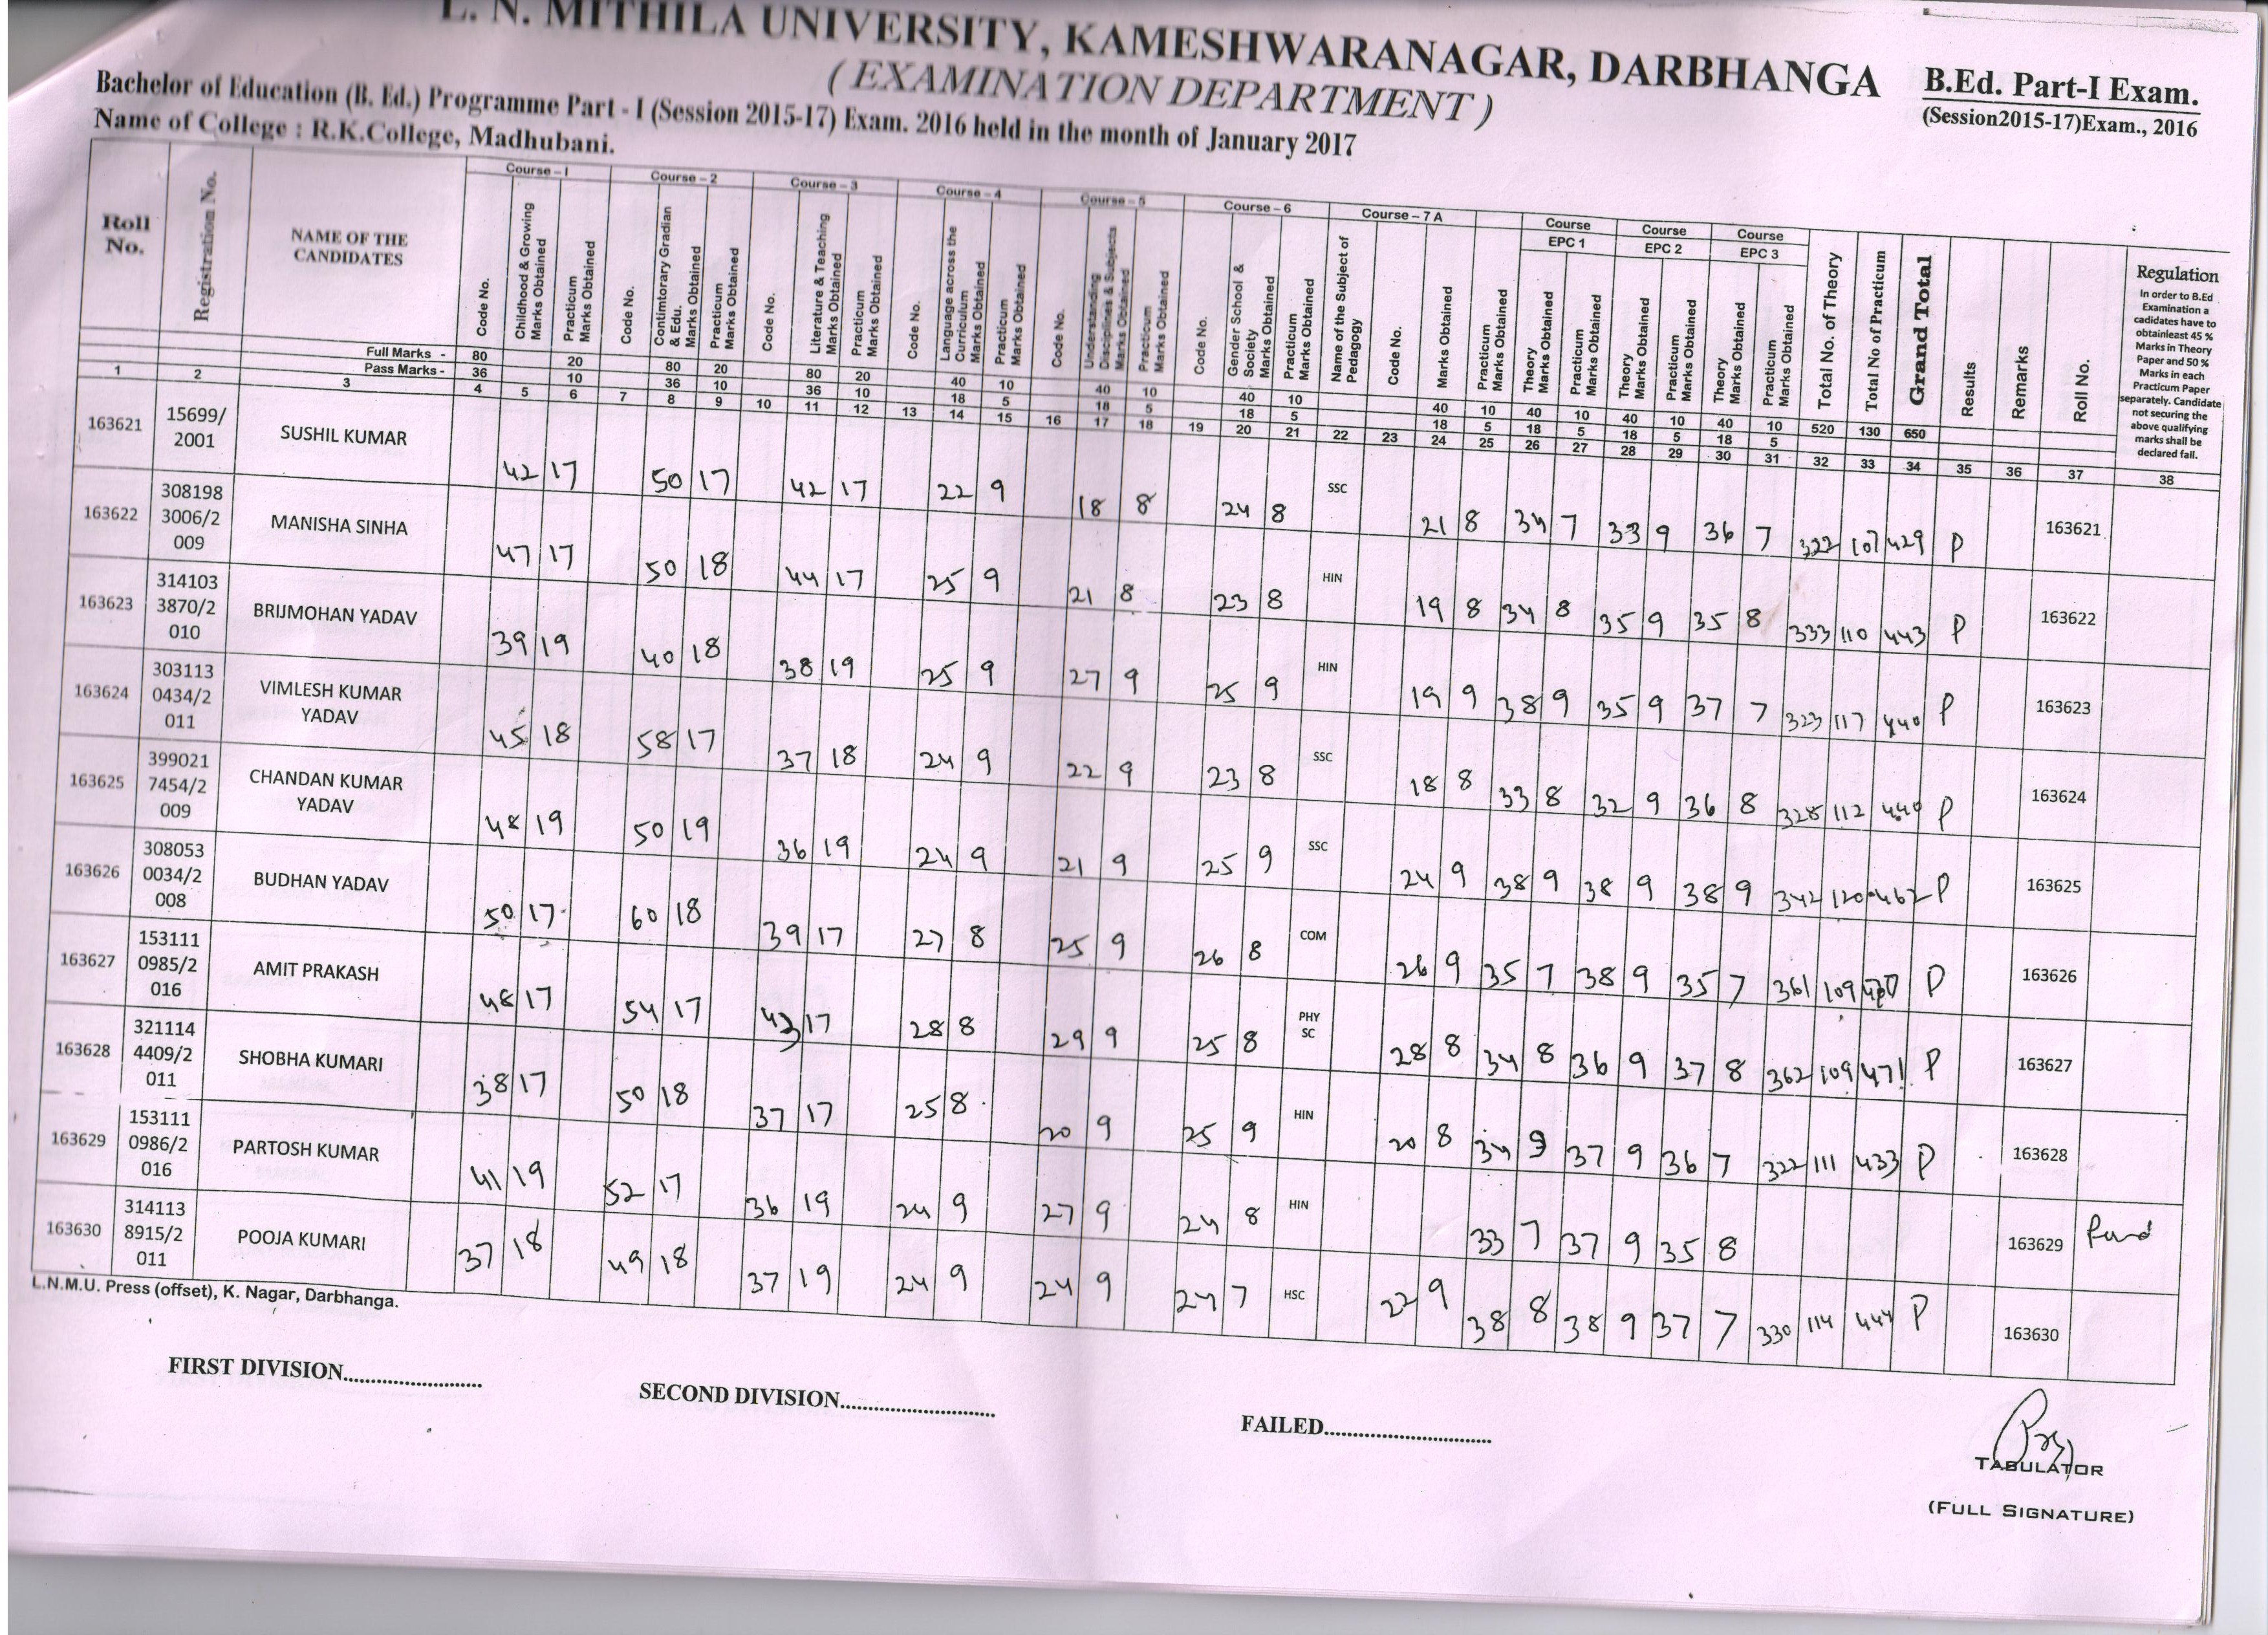 L. N. MITHILA UNIVERSITY, KAMESHWARANAGAR, DARBHANGA
( EXAMINATION DEPARTMENT )
B.Ed. Part-I Exam.
(Session2015-17)Exam., 2016
Bachelor of Education (B. Ed.) Programme Part - I (Session 2015-17) Exam. 2016 held in the month of January 2017
Name of College : R.K.College, Madhubani.
Roll No. Registration No. NAME OF THE CANDIDATES
Course – I Code No. Childhood & Growing Marks Obtained Practicum Marks Obtained
Course – 2 Code No. Contimtorary Gradian & Edu. Marks Obtained Practicum Marks Obtained
Course – 3 Code No. Literature & Teaching Marks Obtained Practicum Marks Obtained
Course – 4 Code No. Language across the Curriculum Marks Obtained Practicum Marks Obtained
Course – 5 Code No. Understanding Disciplines & Subjects Marks Obtained Practicum Marks Obtained
Course – 6 Code No. Gender School & Society Marks Obtained Practicum Marks Obtained
Course – 7 A Name of the Subject of Pedagogy Code No. Marks Obtained Practicum Marks Obtained
Course EPC 1 Theory Marks Obtained Practicum Marks Obtained
Course EPC 2 Theory Marks Obtained Practicum Marks Obtained
Course EPC 3 Theory Marks Obtained Practicum Marks Obtained
Total No. of Theory Total No of Practicum Grand Total Results Remarks Roll No.
Regulation
In order to B.Ed
Examination a
cadidates have to
obtainleast 45 %
Marks in Theory
Paper and 50 %
Marks in each
Practicum Paper
separately. Candidate
not securing the
above qualifying
marks shall be
declared fail.
Full Marks - 80 20 80 20 80 20 40 10 40 10 40 10 40 10 40 10 40 10 40 10 520 130 650
Pass Marks - 36 10 36 10 36 10 18 5 18 5 18 5 18 5 18 5 18 5 18 5
1 2 3 4 5 6 7 8 9 10 11 12 13 14 15 16 17 18 19 20 21 22 23 24 25 26 27 28 29 30 31 32 33 34 35 36 37 38
163621 15699/2001 SUSHIL KUMAR 42 17 50 17 42 17 22 9 18 8 24 8 SSC 21 8 34 7 33 9 36 7 322 107 429 P 163621
163622 3081983006/2009 MANISHA SINHA 47 17 50 18 44 17 25 9 21 8 23 8 HIN 19 8 34 8 35 9 35 8 333 110 443 P 163622
163623 3141033870/2010 BRIJMOHAN YADAV 39 19 40 18 38 19 25 9 27 9 25 9 HIN 19 9 38 9 35 9 37 7 323 117 440 P 163623
163624 3031130434/2011 VIMLESH KUMAR YADAV 45 18 58 17 37 18 24 9 22 9 23 8 SSC 18 8 33 8 32 9 36 8 328 112 440 P 163624
163625 3990217454/2009 CHANDAN KUMAR YADAV 48 19 50 19 36 19 24 9 21 9 25 9 SSC 24 9 38 9 38 9 38 9 342 120 462 P 163625
163626 3080530034/2008 BUDHAN YADAV 50 17 60 18 39 17 27 8 25 9 26 8 COM 26 9 35 7 38 9 35 7 361 109 P 163626
163627 1531110985/2016 AMIT PRAKASH 48 17 54 17 43 17 28 8 29 9 25 8 PHY SC 28 8 34 8 36 9 37 8 362 109 471 P 163627
163628 3211144409/2011 SHOBHA KUMARI 38 17 50 18 37 17 25 8 20 9 25 9 HIN 20 8 34 9 37 9 36 7 322 111 433 P 163628
163629 1531110986/2016 PARTOSH KUMAR 41 19 52 17 36 19 24 9 27 9 24 8 HIN 33 7 37 9 35 8 163629
163630 3141138915/2011 POOJA KUMARI 37 18 49 18 37 19 24 9 24 9 24 7 HSC 22 9 38 8 38 9 37 7 330 114 444 P 163630
L.N.M.U. Press (offset), K. Nagar, Darbhanga.
FIRST DIVISION..............................
SECOND DIVISION..............................
FAILED..............................
TABULATOR
(FULL SIGNATURE)